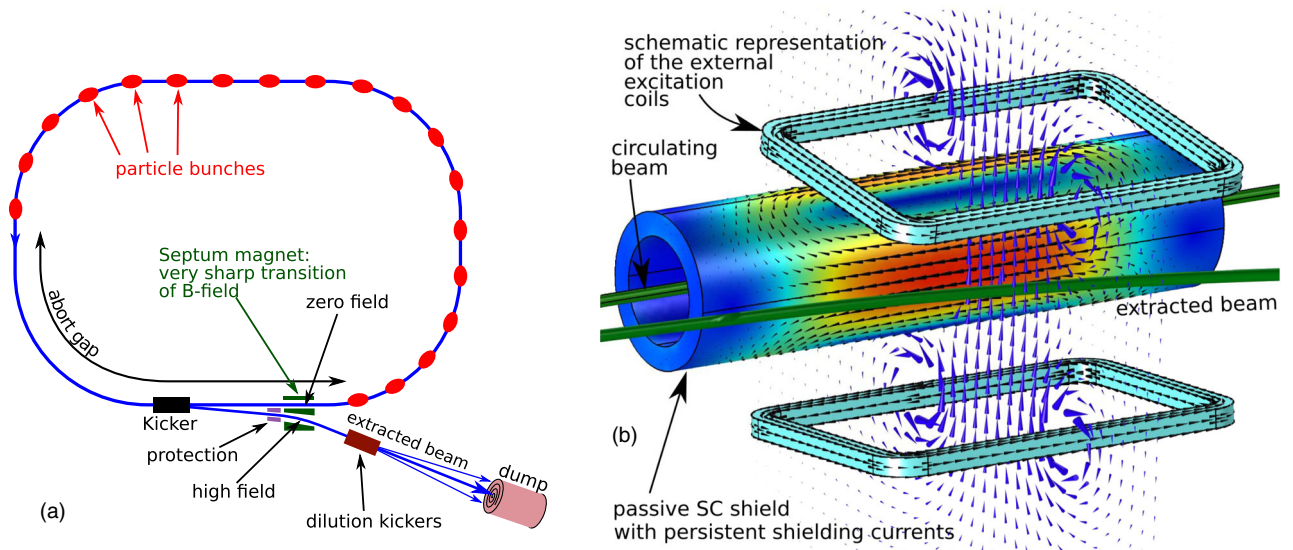 particle bunches
Septum magnet:
very sharp transition
of B-field
zero field
abort gap
Kicker
protection
high field
extracted beam
dump
dilution kickers
(a)
schematic representation
of the external
excitation
coils
circulating
beam
extracted beam
(b)
passive SC shield
with persistent shielding currents